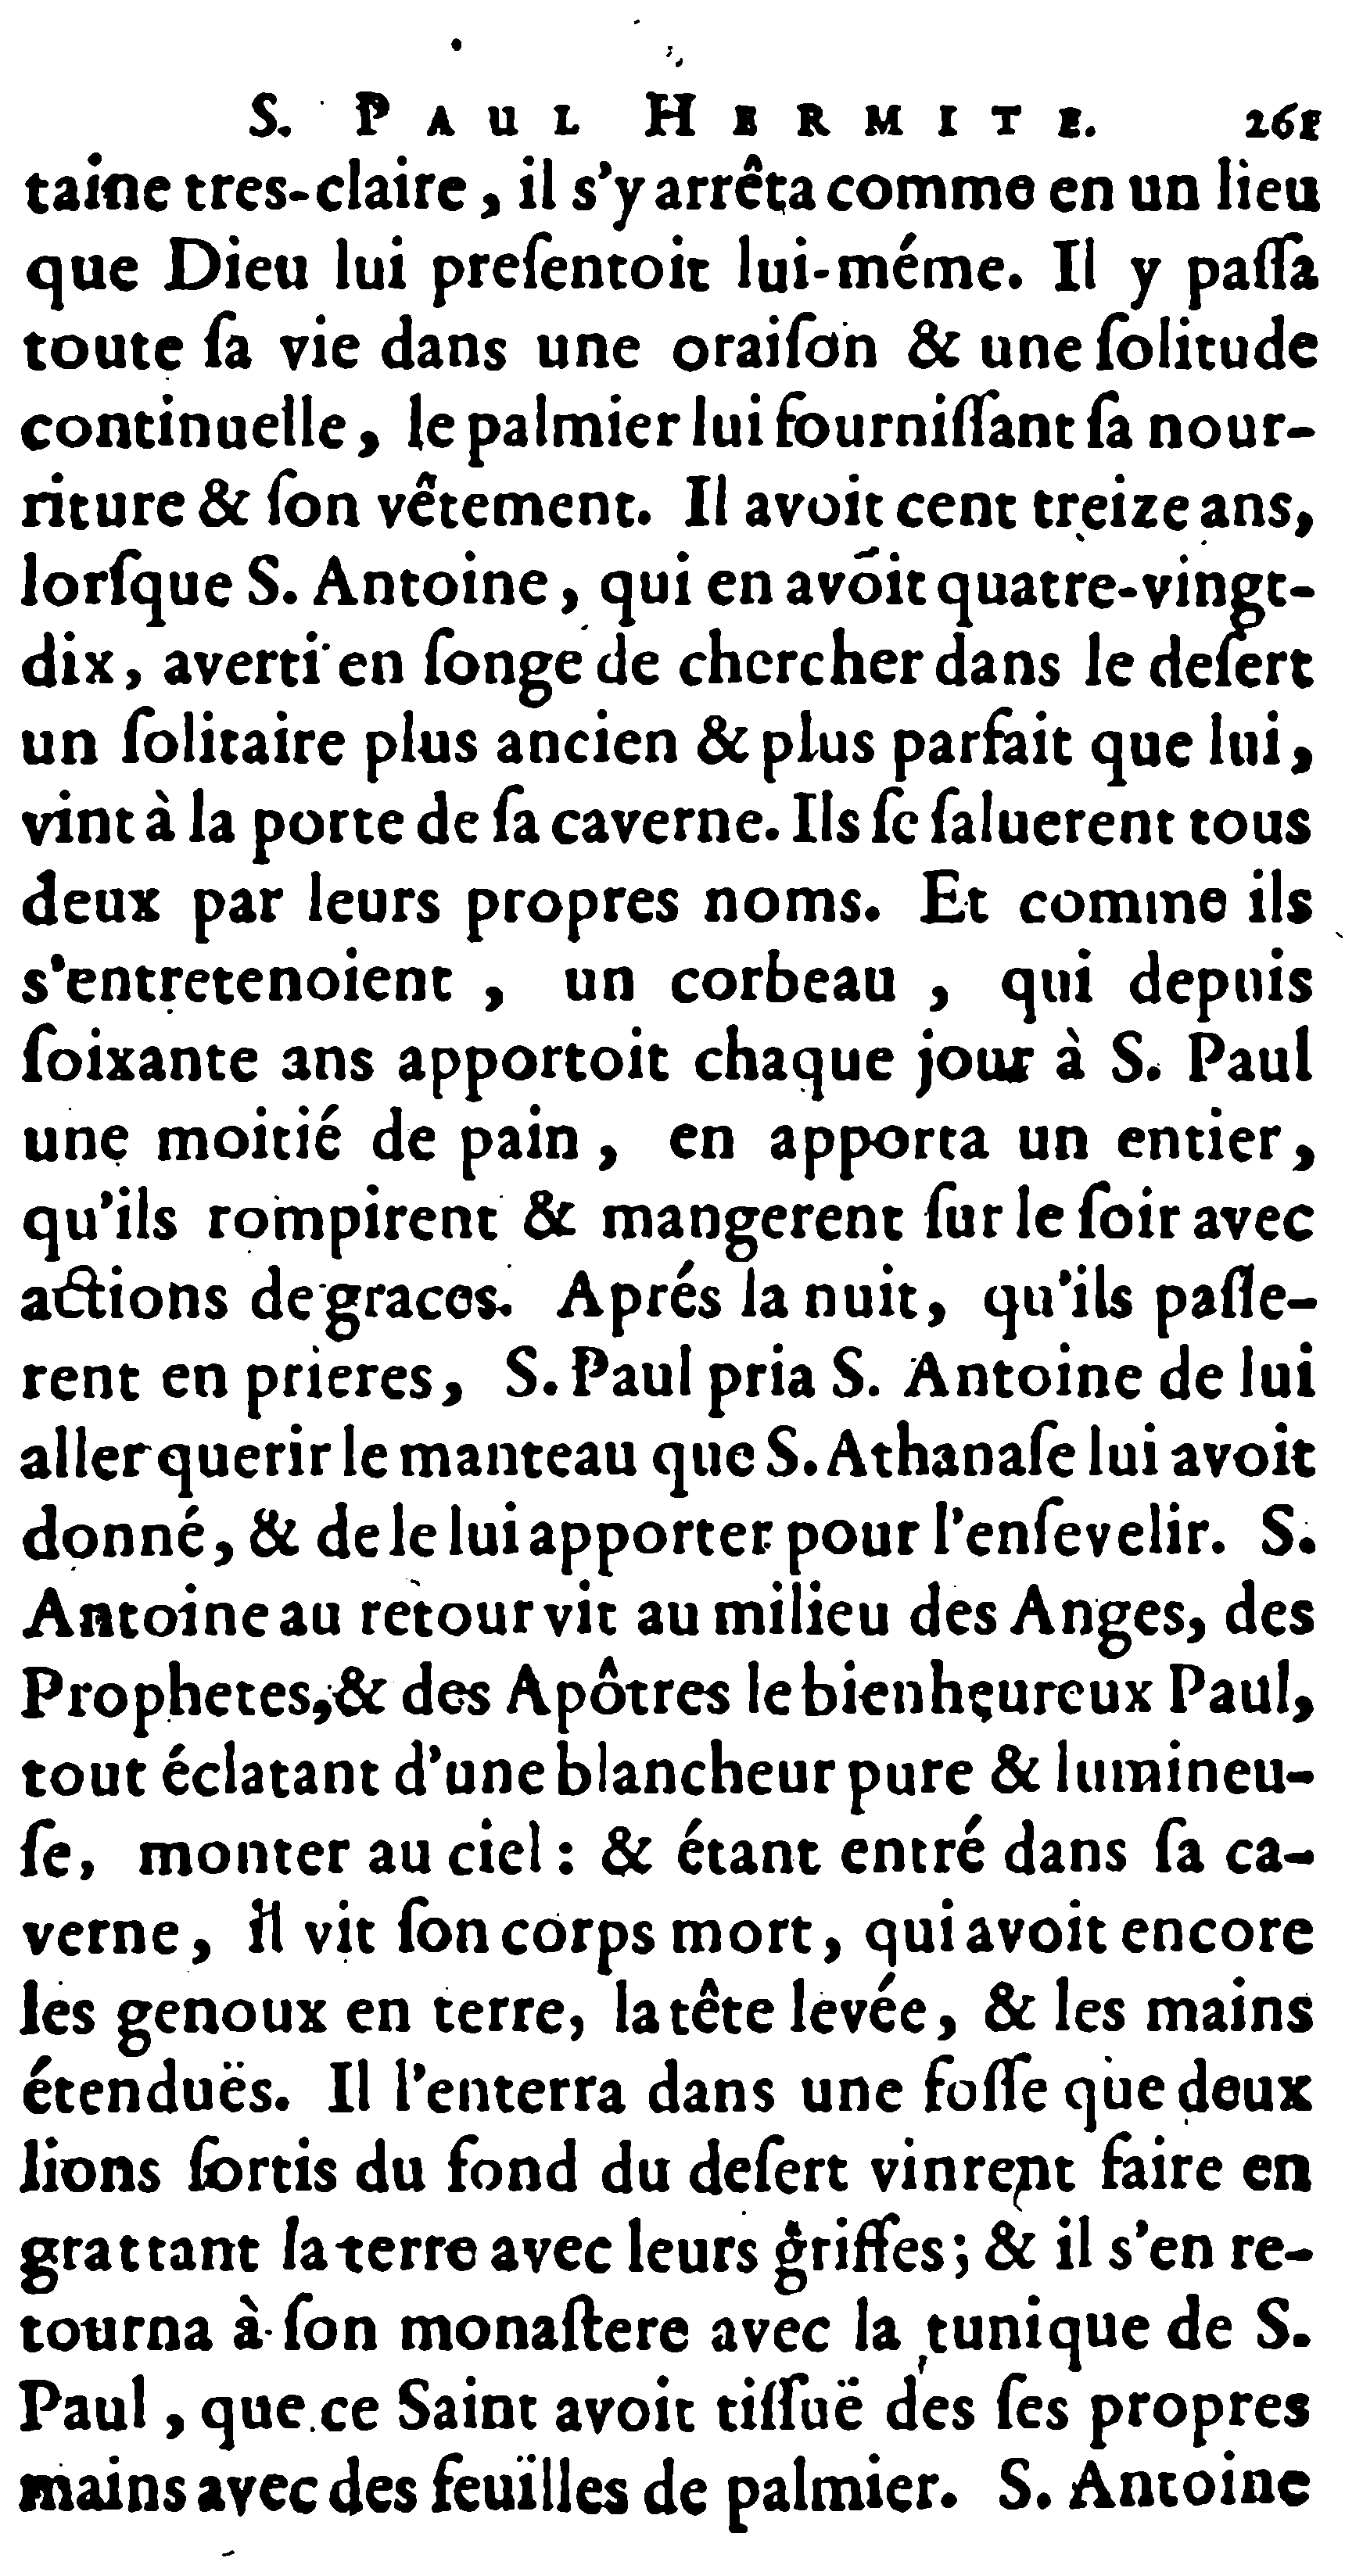 S. PAUL HERMITE. 261
taine tres-claire, il s'y arrêta comme en un lieu
que Dieu lui preſentoit lui-méme. Il y paſſa
toute ſa vie dans une oraiſon & une ſolitude
continuelle, le palmier lui fourniſſant ſa nour-
riture & ſon vêtement. Il avoit cent treize ans,
lorſque S. Antoine, qui en avoit quatre-vingt-
dix, averti en ſonge de chercher dans le deſert
un ſolitaire plus ancien & plus parfait que lui,
vint à la porte de ſa caverne. Ils ſe ſaluerent tous
deux par leurs propres noms. Et comme ils
s'entretenoient, un corbeau, qui depuis
ſoixante ans apportoit chaque jour à S. Paul
une moitié de pain, en apporta un entier,
qu'ils rompirent & mangerent ſur le ſoir avec
actions de graces. Aprés la nuit, qu'ils paſſe-
rent en prieres, S. Paul pria S. Antoine de lui
aller querir le manteau que S. Athanaſe lui avoit
donné, & de le lui apporter pour l'enſevelir. S.
Antoine au retour vit au milieu des Anges, des
Prophetes, & des Apôtres le bienheureux Paul,
tout éclatant d'une blancheur pure & lumineu-
ſe, monter au ciel : & étant entré dans ſa ca-
verne, il vit ſon corps mort, qui avoit encore
les genoux en terre, la tête levée, & les mains
étenduës. Il l'enterra dans une foſſe que deux
lions ſortis du fond du deſert vinrent faire en
grattant la terre avec leurs griffes; & il s'en re-
tourna à ſon monaſtere avec la tunique de S.
Paul, que ce Saint avoit tiſſuë des ſes propres
mains avec des feuïlles de palmier. S. Antoine